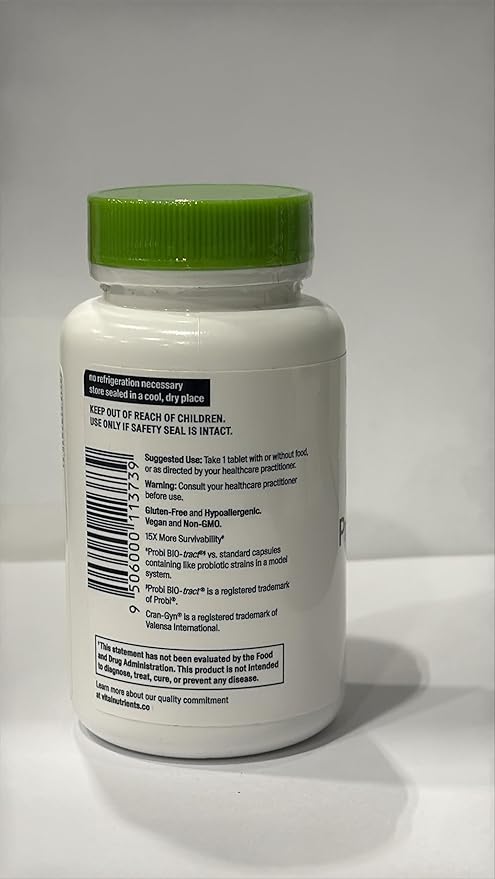 no refrigeration necessary
store sealed in a cool, dry place
KEEP OUT OF REACH OF CHILDREN.
USE ONLY IF SAFETY SEAL IS INTACT.
Suggested Use: Take 1 tablet with or without food,
or as directed by your healthcare practitioner.
Warning: Consult your healthcare practitioner
before use.
Gluten-Free and Hypoallergenic.
Vegan and Non-GMO.
15X More Survivability‡
‡Probi BIO-tract®§ vs. standard capsules
containing like probiotic strains in a model
system.
§Probi BIO-tract® is a registered trademark
of Probi®.
Cran-Gyn® is a registered trademark of
Valensa International.
†This statement has not been evaluated by the Food
and Drug Administration. This product is not intended
to diagnose, treat, cure, or prevent any disease.
Learn more about our quality commitment
at vitalnutrients.co
9 506000 113739